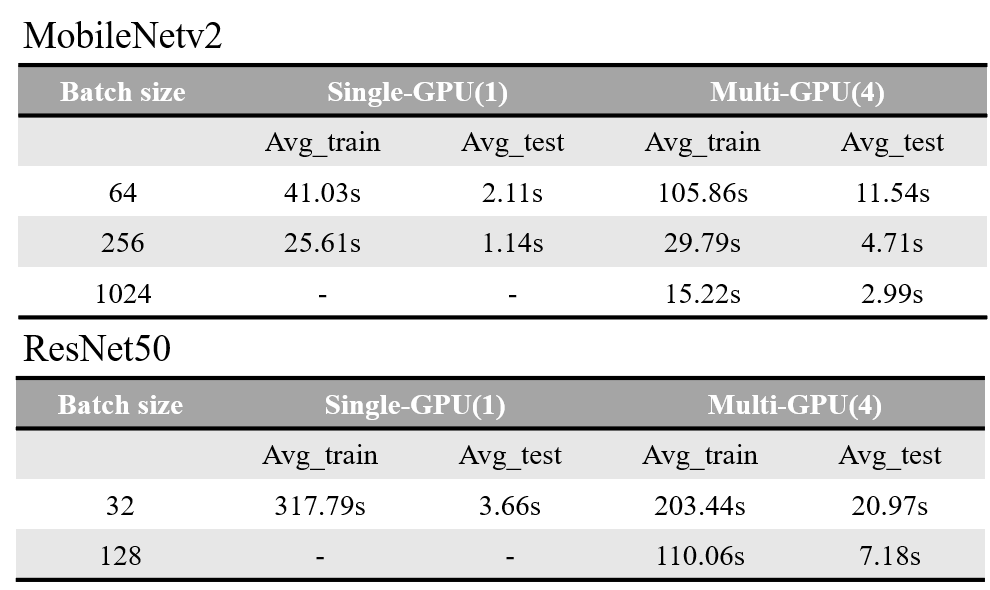 MobileNetv2
Batch size Single-GPU(1) Multi-GPU(4)
Avg_train Avg_test Avg_train Avg_test
64 41.03s 2.11s 105.86s 11.54s
256 25.61s 1.14s 29.79s 4.71s
1024 - - 15.22s 2.99s
ResNet50
Batch size Single-GPU(1) Multi-GPU(4)
Avg_train Avg_test Avg_train Avg_test
32 317.79s 3.66s 203.44s 20.97s
128 - - 110.06s 7.18s